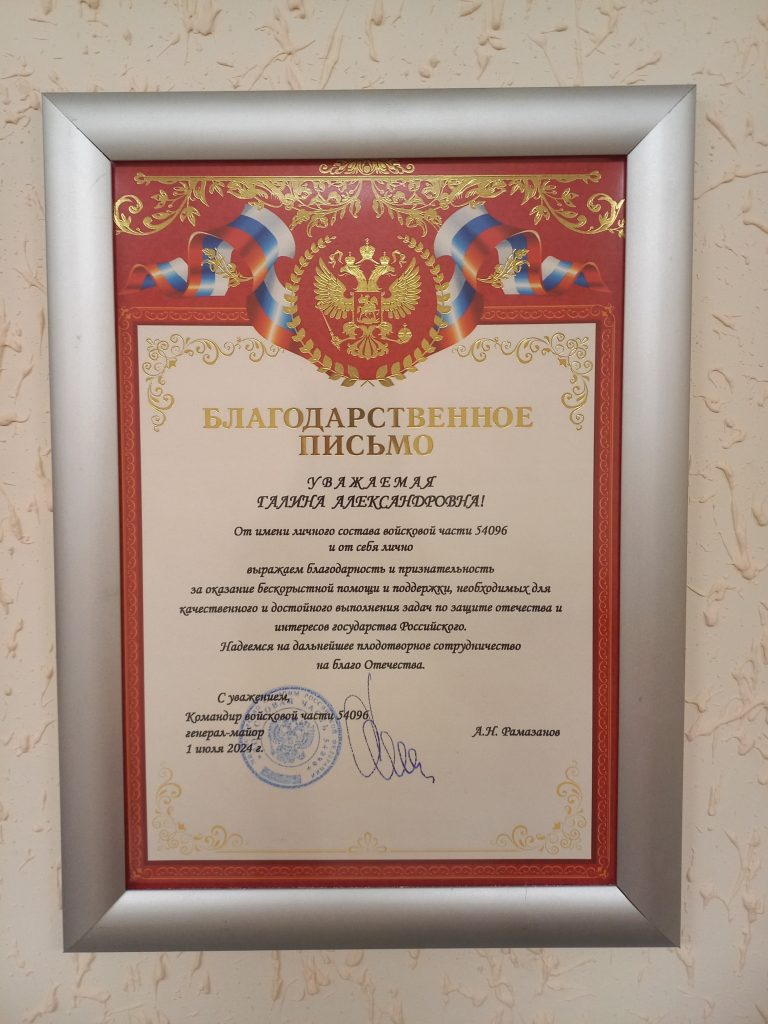 БЛАГОДАРСТВЕННОЕ
ПИСЬМО
УВАЖАЕМАЯ
ГАЛИНА АЛЕКСАНДРОВНА!
От имени личного состава войсковой части 54096
и от себя лично
выражаем благодарность и признательность
за оказание бескорыстной помощи и поддержки, необходимых для
качественного и достойного выполнения задач по защите отечества и
интересов государства Российского.
Надеемся на дальнейшее плодотворное сотрудничество
на благо Отечества.
С уважением,
Командир войсковой части 54096
генерал-майор А.Н. Рамазанов
1 июля 2024 г.